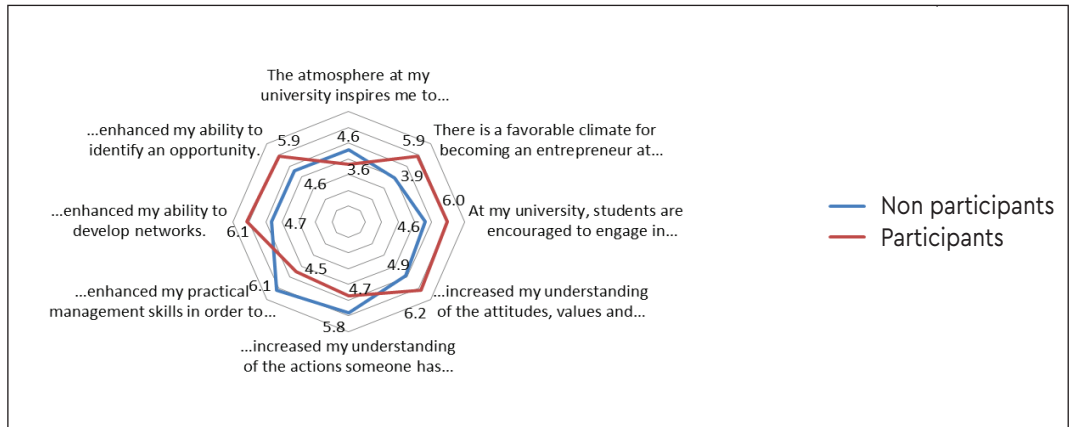 The atmosphere at my
university inspires me to...
...enhanced my ability to
identify an opportunity.
5.9
4.6
5.9
There is a favorable climate for
becoming an entrepreneur at...
3.6
3.9
4.6
6.0
...enhanced my ability to
develop networks.
6.1
4.7
4.6
At my university, students are
encouraged to engage in...
Non participants
Participants
4.5
4.9
6.1
4.7
...enhanced my practical
management skills in order to...
...increased my understanding
of the attitudes, values and...
5.8
6.2
...increased my understanding
of the actions someone has...